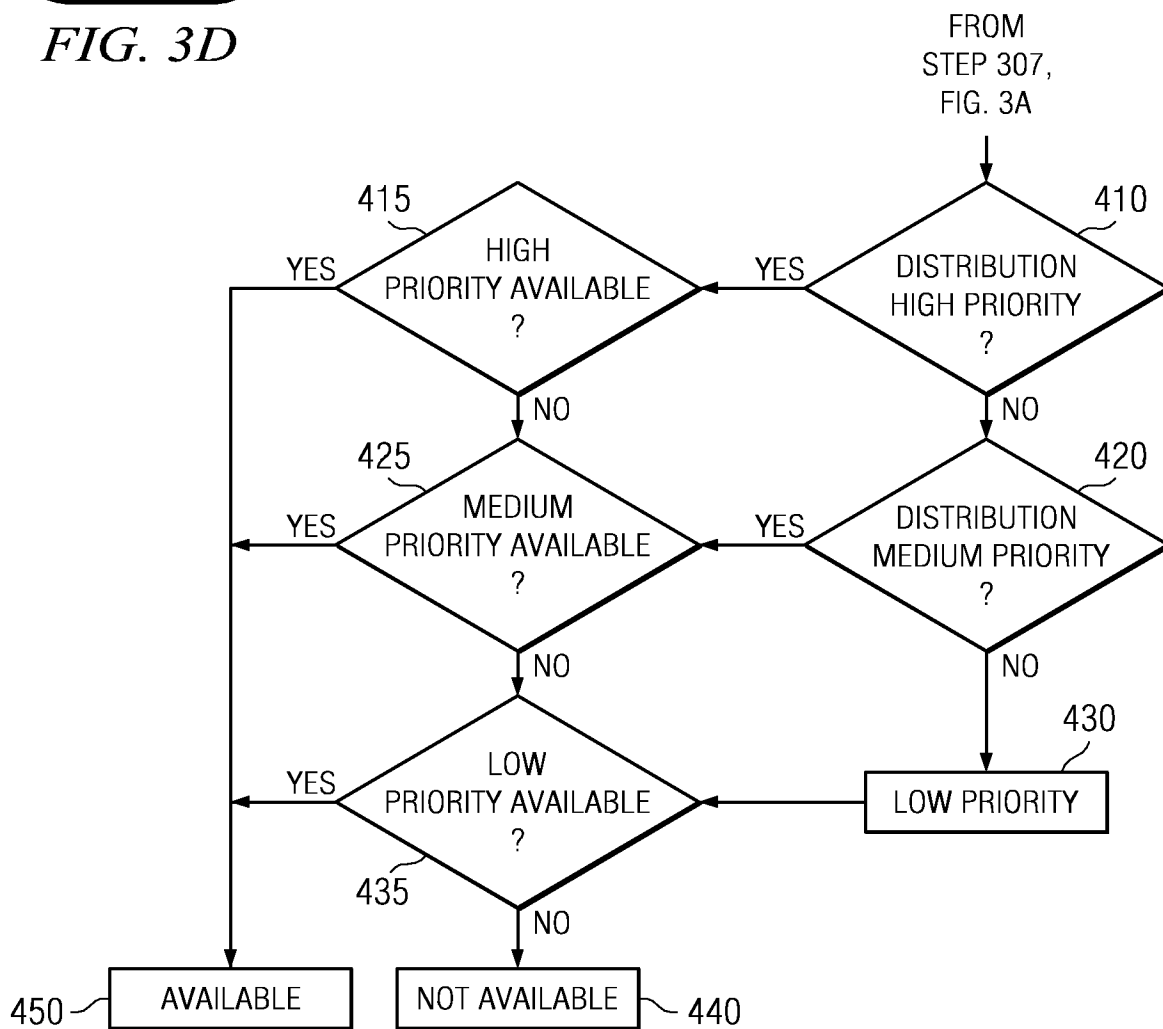 FIG. 3D
FROM
STEP 307,
FIG. 3A
415
HIGH
PRIORITY AVAILABLE
?
YES
NO
410
DISTRIBUTION
HIGH PRIORITY
?
YES
NO
425
MEDIUM
PRIORITY AVAILABLE
?
YES
NO
420
DISTRIBUTION
MEDIUM PRIORITY
?
YES
NO
LOW
PRIORITY AVAILABLE
?
YES
435
NO
430
LOW PRIORITY
450
AVAILABLE
NOT AVAILABLE
440